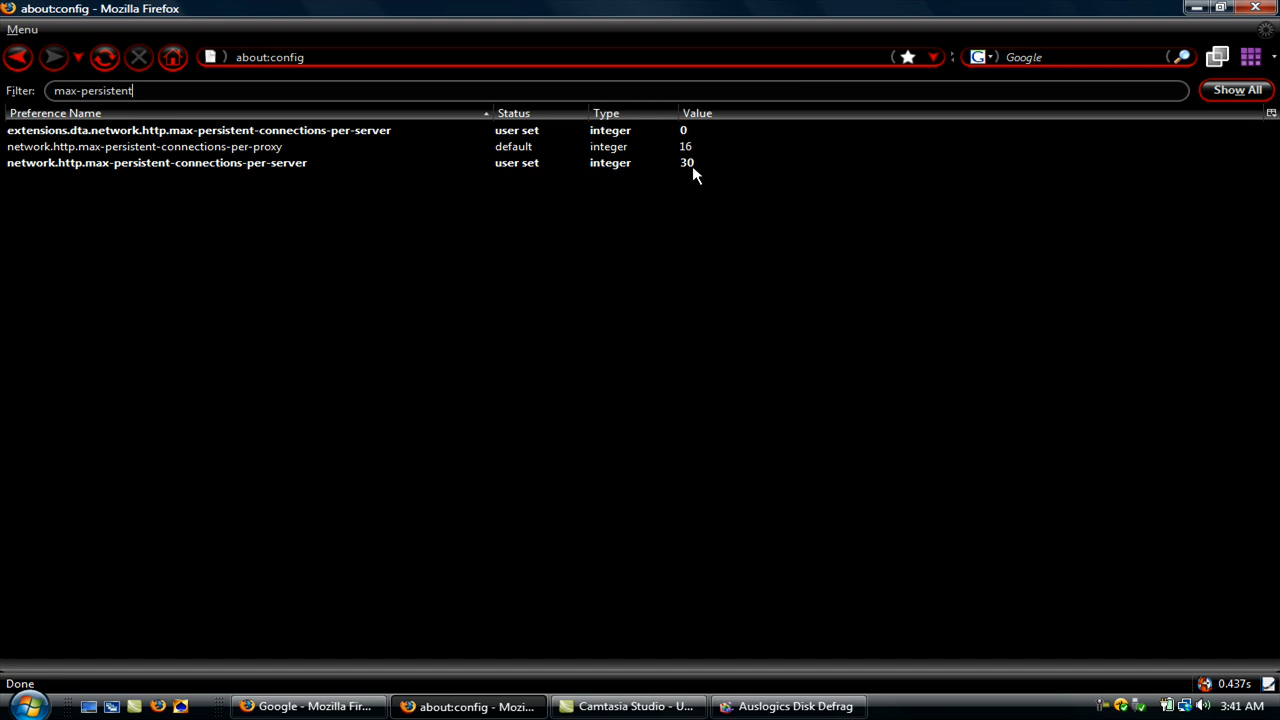 about:config - Mozilla Firefox
Menu
about:config
Google
Filter: max-persistent Show All
Preference Name Status Type Value
extensions.dta.network.http.max-persistent-connections-per-server user set integer 0
network.http.max-persistent-connections-per-proxy default integer 16
network.http.max-persistent-connections-per-server user set integer 30
Done 0.437s
Google - Mozilla Fir... about:config - Mozi... Camtasia Studio - U... Auslogics Disk Defrag 3:41 AM